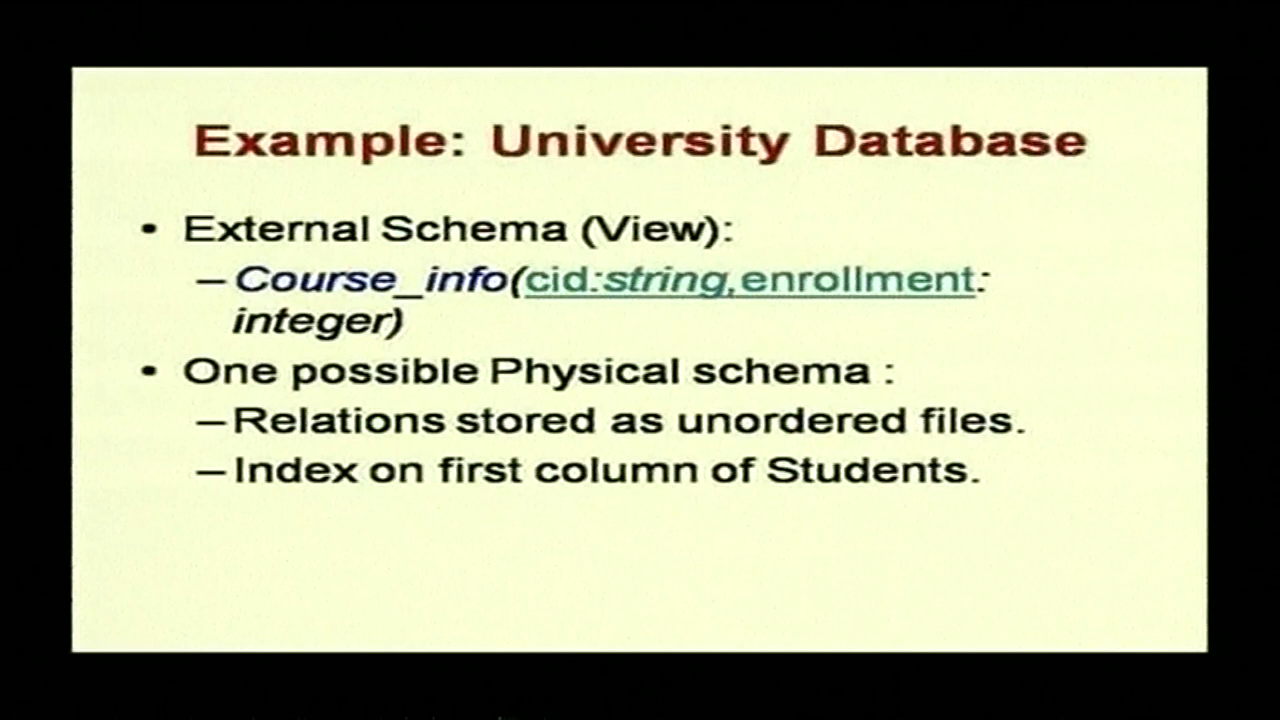 Example: University Database
• External Schema (View):
– Course_info(cid:string,enrollment:
integer)
• One possible Physical schema :
– Relations stored as unordered files.
– Index on first column of Students.